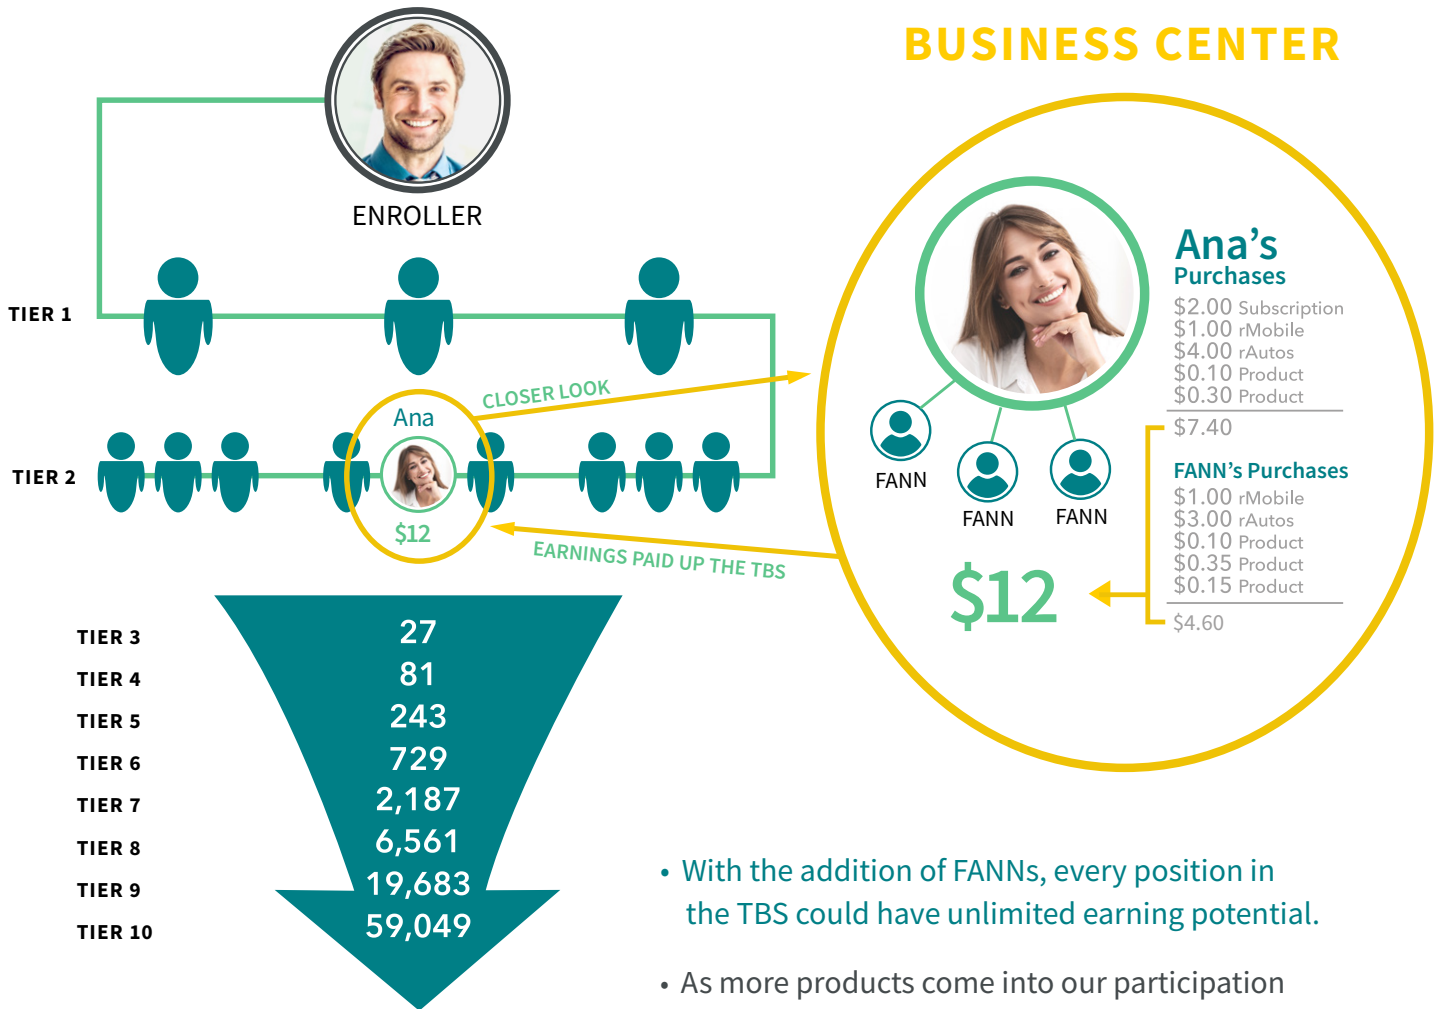 BUSINESS CENTER
ENROLLER
TIER 1
TIER 2
Ana
$12
CLOSER LOOK
EARNINGS PAID UP THE TBS
Ana’s
Purchases
$2.00 Subscription
$1.00 rMobile
$4.00 rAutos
$0.10 Product
$0.30 Product
$7.40
FANN’s Purchases
$1.00 rMobile
$3.00 rAutos
$0.10 Product
$0.35 Product
$0.15 Product
$4.60
FANN
FANN
FANN
$12
TIER 3 27
TIER 4 81
TIER 5 243
TIER 6 729
TIER 7 2,187
TIER 8 6,561
TIER 9 19,683
TIER 10 59,049
• With the addition of FANNs, every position in
the TBS could have unlimited earning potential.
• As more products come into our participation